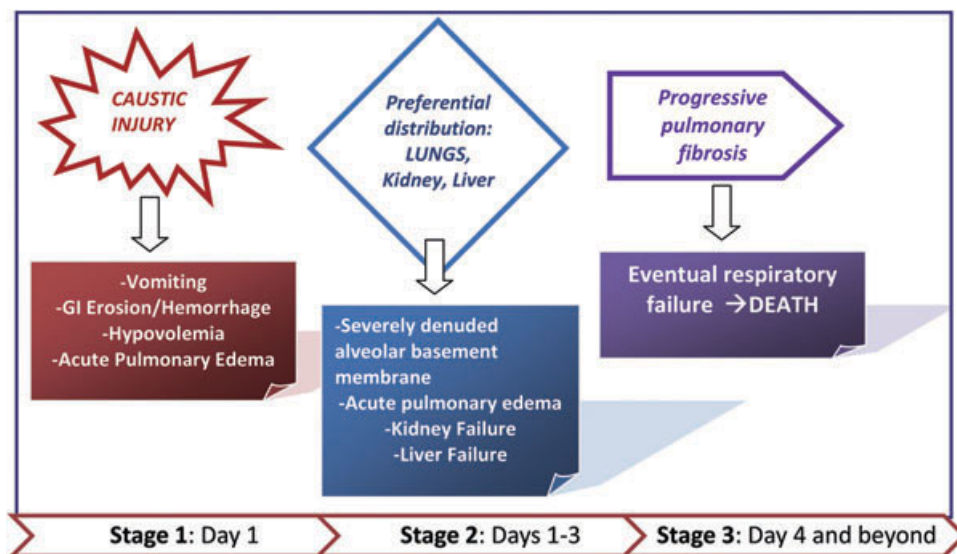 CAUSTIC
INJURY
-Vomiting
-GI Erosion/Hemorrhage
-Hypovolemia
-Acute Pulmonary Edema
Preferential
distribution:
LUNGS,
Kidney, Liver
-Severely denuded
alveolar basement
membrane
-Acute pulmonary edema
-Kidney Failure
-Liver Failure
Progressive
pulmonary
fibrosis
Eventual respiratory
failure →DEATH
Stage 1: Day 1
Stage 2: Days 1-3
Stage 3: Day 4 and beyond